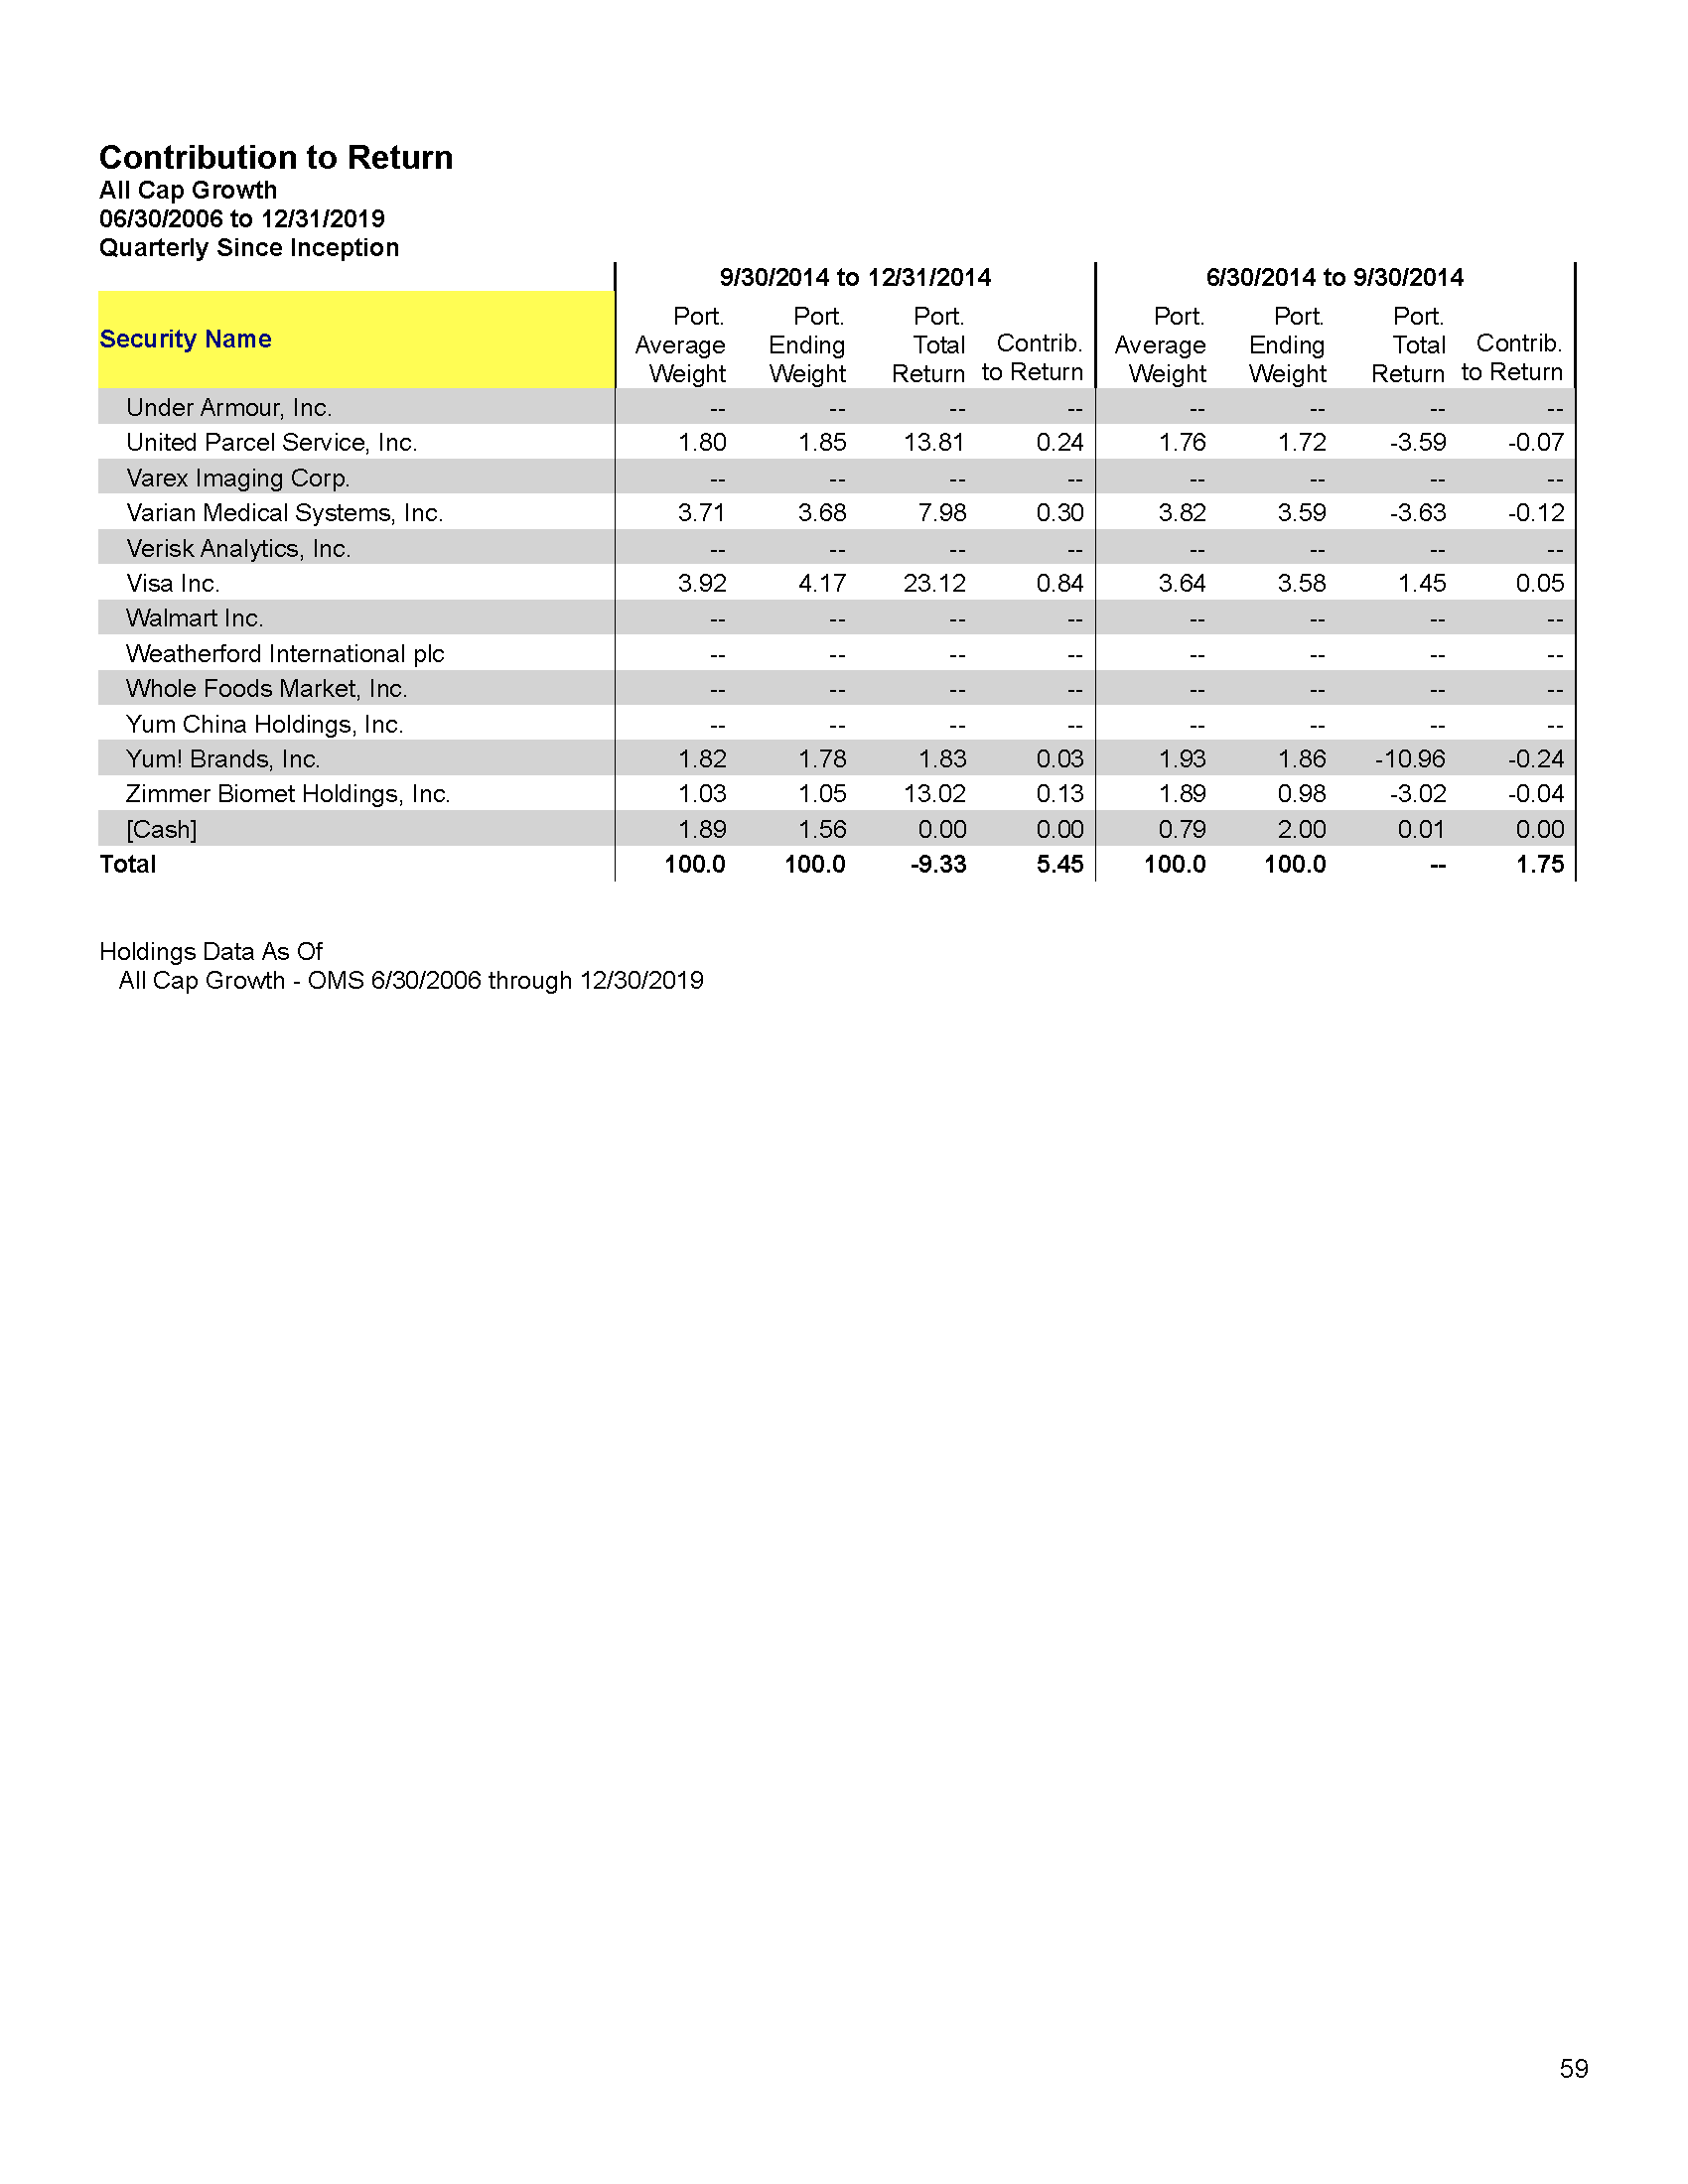 Contribution to Return
All Cap Growth
06/30/2006 to 12/31/2019
Quarterly Since Inception
9/30/2014 to 12/31/2014 6/30/2014 to 9/30/2014
Security Name Port. Average Weight Port. Ending Weight Port. Total Return Contrib. to Return Port. Average Weight Port. Ending Weight Port. Total Return Contrib. to Return
Under Armour, Inc. -- -- -- -- -- -- -- --
United Parcel Service, Inc. 1.80 1.85 13.81 0.24 1.76 1.72 -3.59 -0.07
Varex Imaging Corp. -- -- -- -- -- -- -- --
Varian Medical Systems, Inc. 3.71 3.68 7.98 0.30 3.82 3.59 -3.63 -0.12
Verisk Analytics, Inc. -- -- -- -- -- -- -- --
Visa Inc. 3.92 4.17 23.12 0.84 3.64 3.58 1.45 0.05
Walmart Inc. -- -- -- -- -- -- -- --
Weatherford International plc -- -- -- -- -- -- -- --
Whole Foods Market, Inc. -- -- -- -- -- -- -- --
Yum China Holdings, Inc. -- -- -- -- -- -- -- --
Yum! Brands, Inc. 1.82 1.78 1.83 0.03 1.93 1.86 -10.96 -0.24
Zimmer Biomet Holdings, Inc. 1.03 1.05 13.02 0.13 1.89 0.98 -3.02 -0.04
[Cash] 1.89 1.56 0.00 0.00 0.79 2.00 0.01 0.00
Total 100.0 100.0 -9.33 5.45 100.0 100.0 -- 1.75
Holdings Data As Of
All Cap Growth - OMS 6/30/2006 through 12/30/2019
59